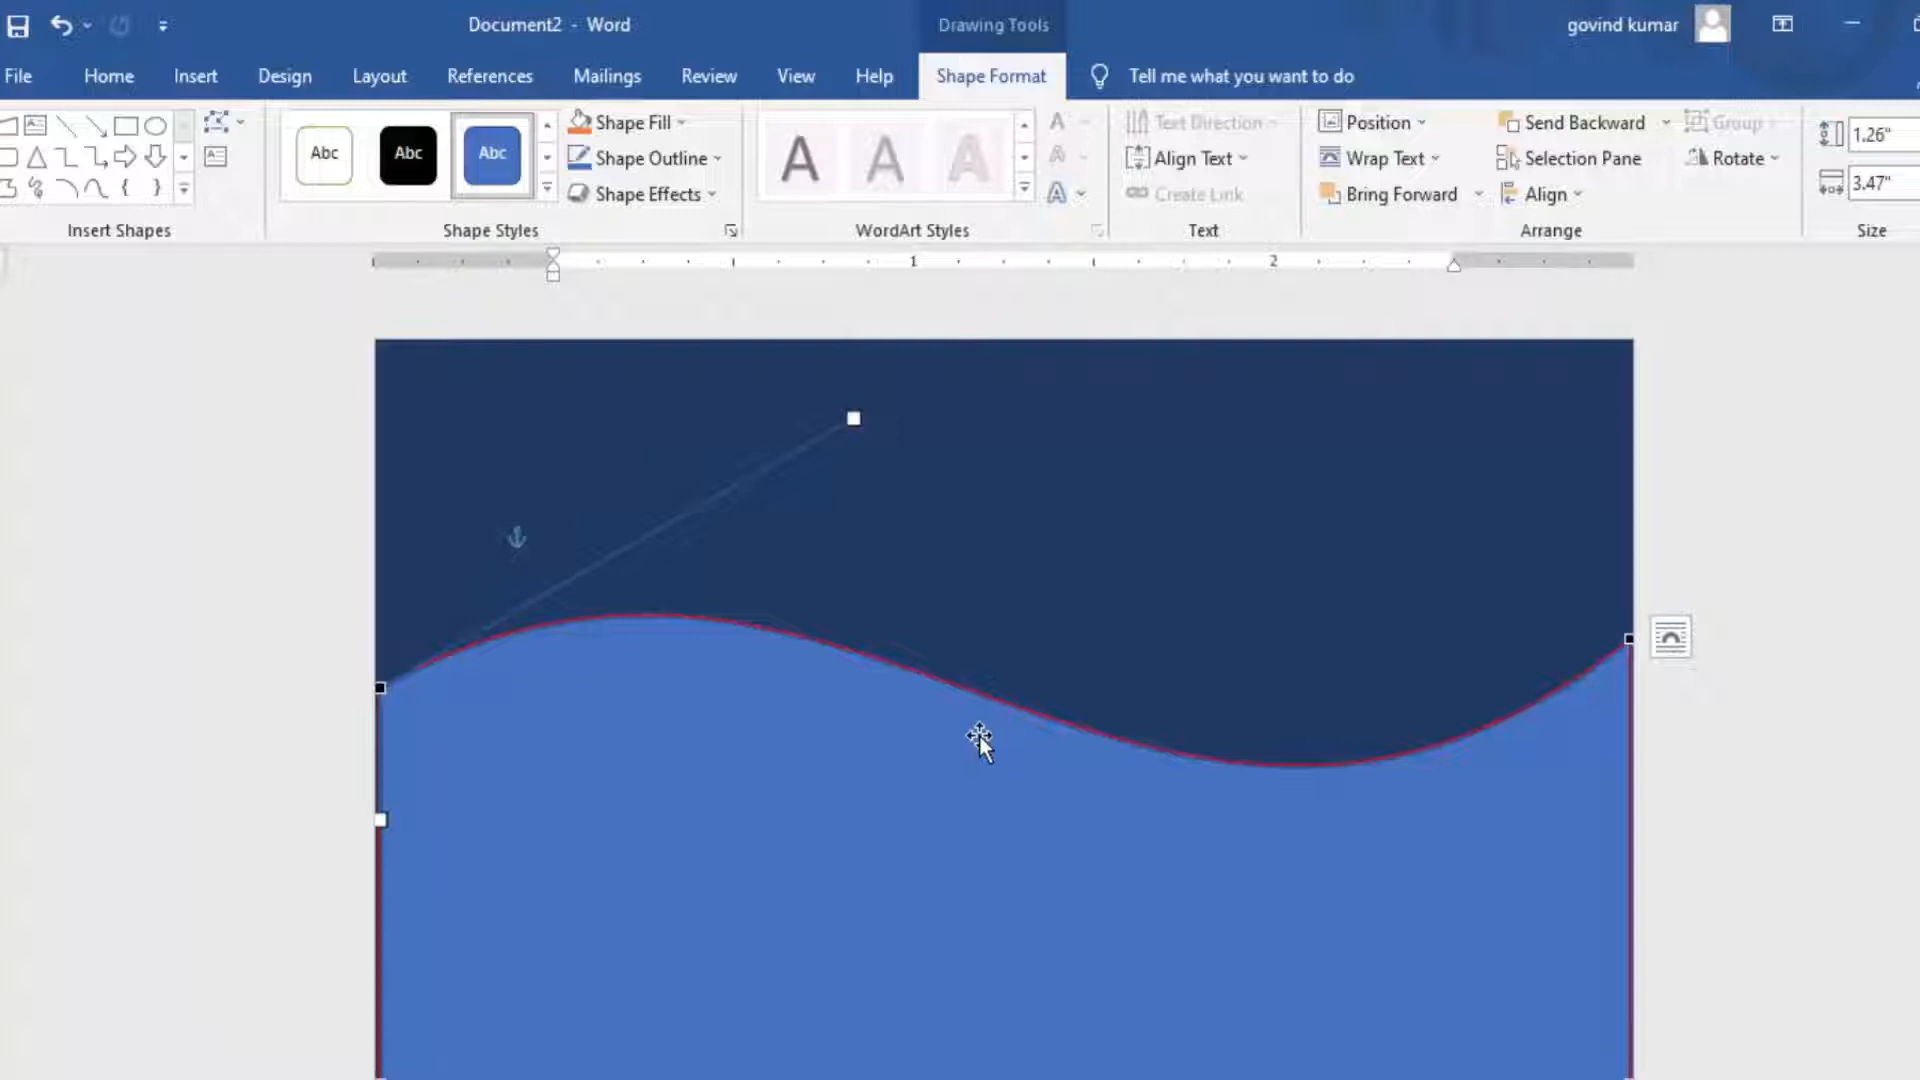 Document2 - Word
Drawing Tools
govind kumar
File Home Insert Design Layout References Mailings Review View Help Shape Format Tell me what you want to do
Abc Abc Abc
Shape Fill
Shape Outline
Shape Effects
A A A
A
A
A
Text Direction
Align Text
Create Link
Position
Wrap Text
Bring Forward
Send Backward
Selection Pane
Align
Group
Rotate
1.26"
3.47"
Insert Shapes Shape Styles WordArt Styles Text Arrange Size
1 2